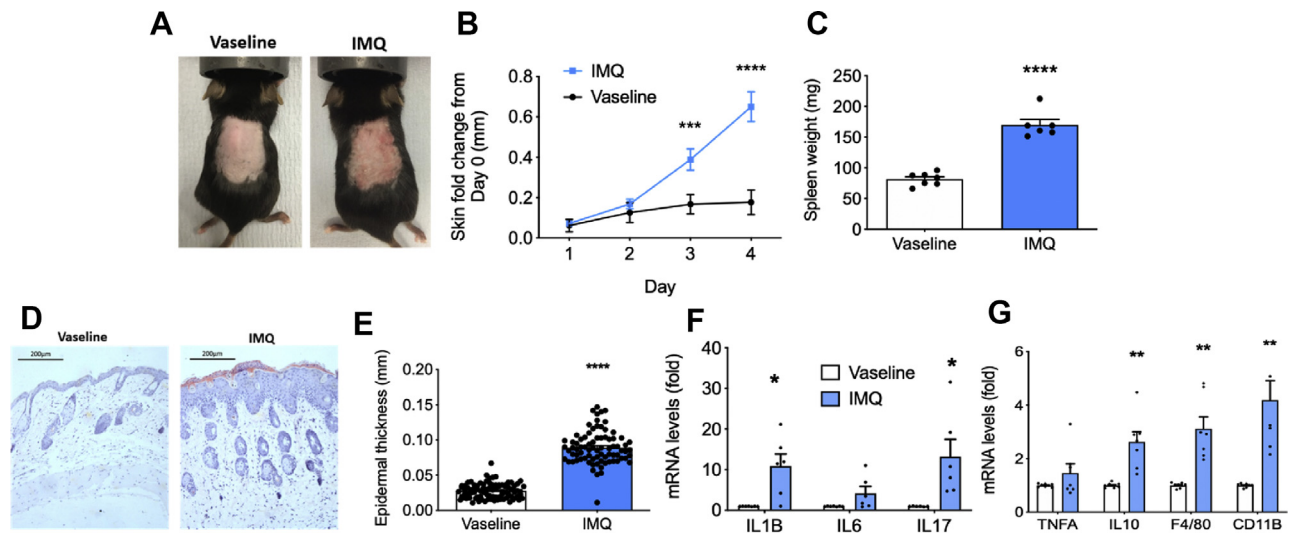 A
Vaseline
IMQ
B
IMQ
Vaseline
Skin fold change from
Day 0 (mm)
0.8
0.6
0.4
0.2
0.0
***
****
1 2 3 4
Day
C
Spleen weight (mg)
250
200
150
100
50
0
****
Vaseline
IMQ
D
Vaseline
IMQ
200µm
200µm
E
Epidermal thickness (mm)
0.20
0.15
0.10
0.05
0.00
****
Vaseline
IMQ
F
mRNA levels (fold)
40
30
20
10
0
Vaseline
IMQ
*
*
IL1B IL6 IL17
G
mRNA levels (fold)
6
4
2
0
**
**
**
TNFA IL10 F4/80 CD11B